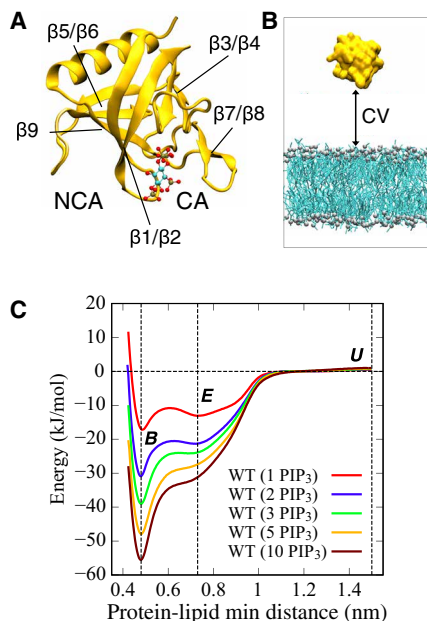 A
β5/β6
β3/β4
β7/β8
β9
NCA
CA
β1/β2
B
CV
C
Energy (kJ/mol)
20
10
0
−10
−20
−30
−40
−50
−60
B
E
U
WT (1 PIP₃)
WT (2 PIP₃)
WT (3 PIP₃)
WT (5 PIP₃)
WT (10 PIP₃)
0.4 0.6 0.8 1 1.2 1.4
Protein-lipid min distance (nm)